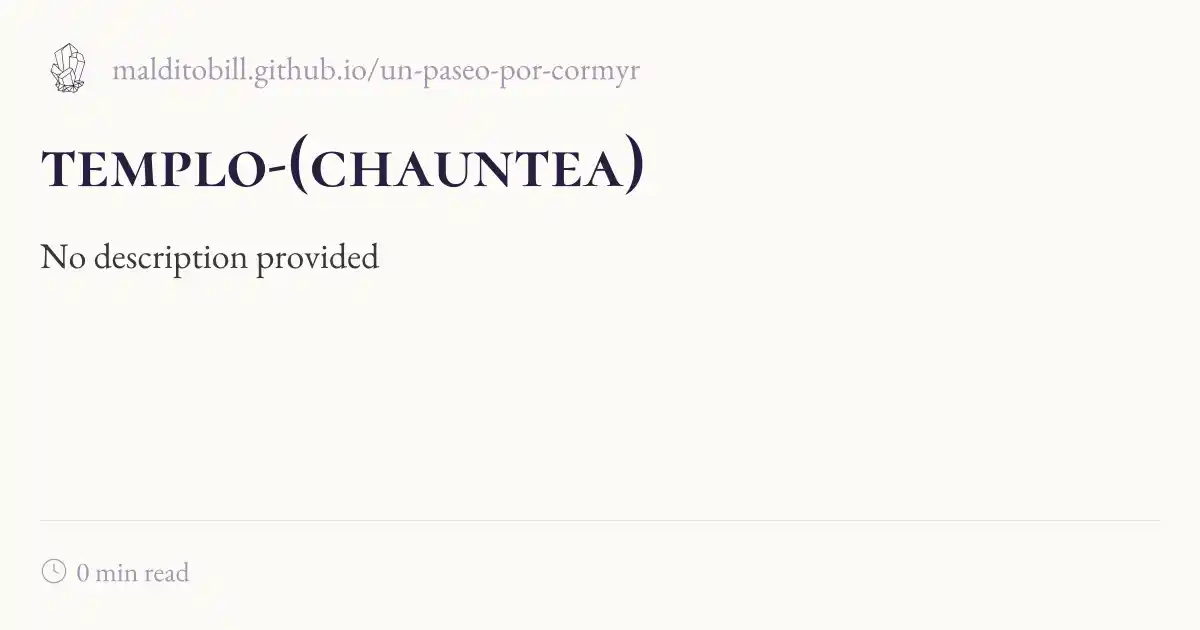 malditobill.github.io/un-paseo-por-cormyr
TEMPLO-(CHAUNTEA)
No description provided
0 min read